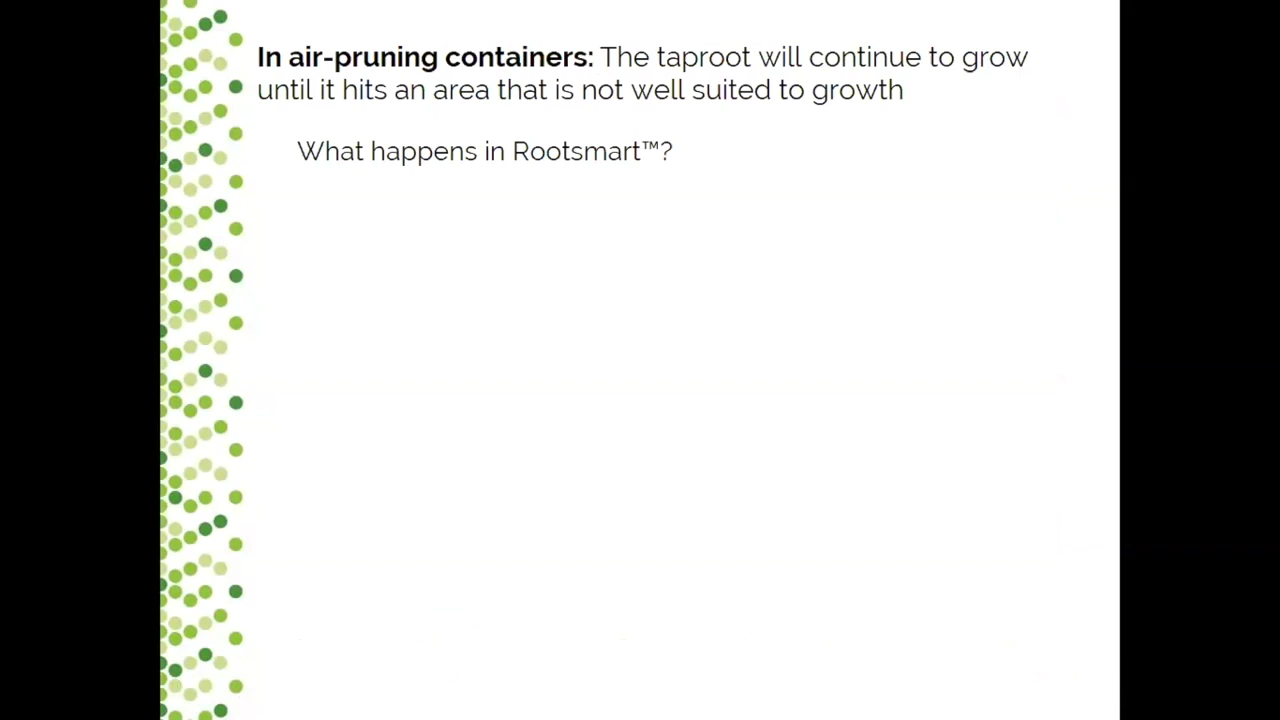 In air-pruning containers: The taproot will continue to grow
until it hits an area that is not well suited to growth
What happens in Rootsmart™?